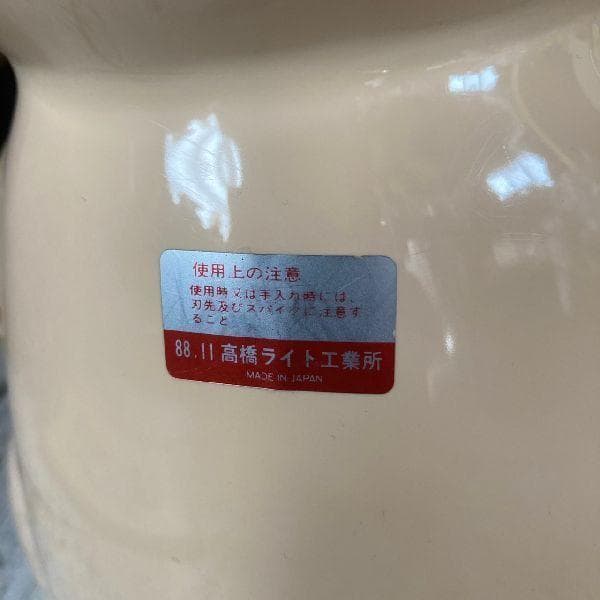 使用上の注意
使用時又は手入れ時には、
刃先及びスパイクに注意す
ること
88.11 高橋ライト工業所
MADE IN JAPAN